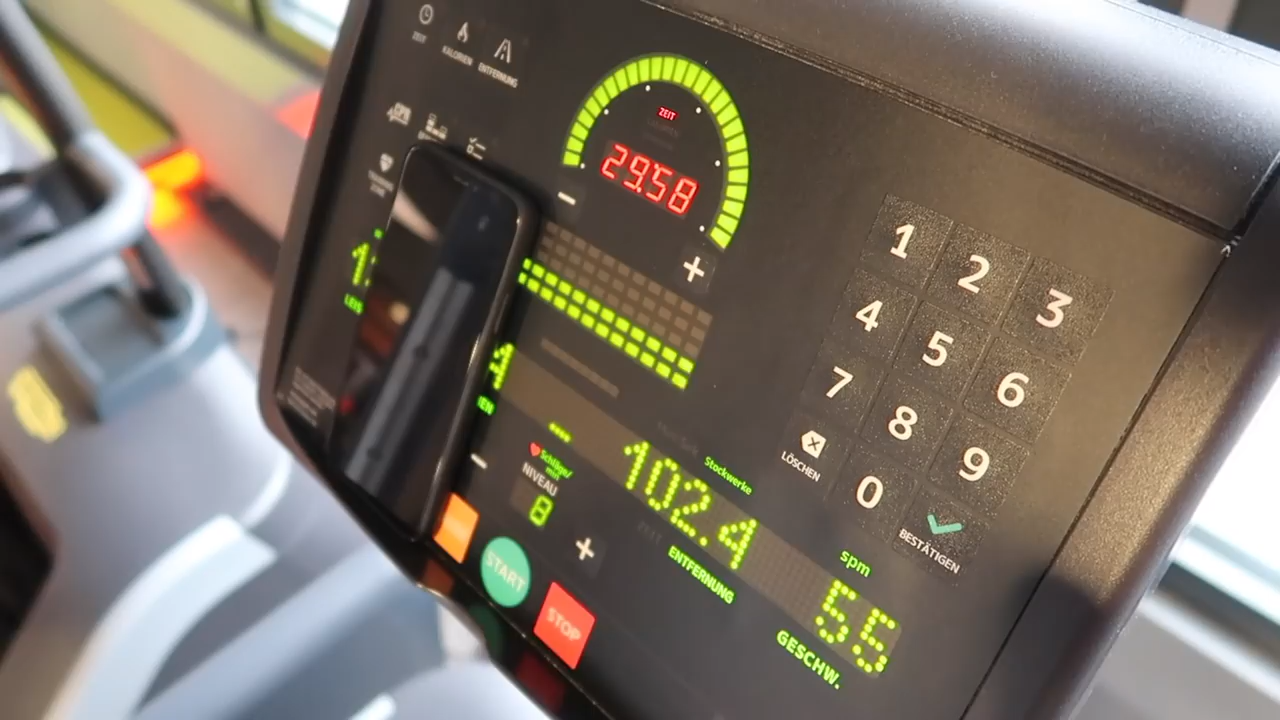 ZEIT
KALORIEN
ENTFERNUNG
ZEIT
29:58
−
+
1 2 3
4 5 6
7 8 9
LÖSCHEN
0
BESTÄTIGEN
Schläge/
min
NIVEAU
8
−
+
Stockwerke
102.4
ENTFERNUNG
spm
55
GESCHW.
START
STOP